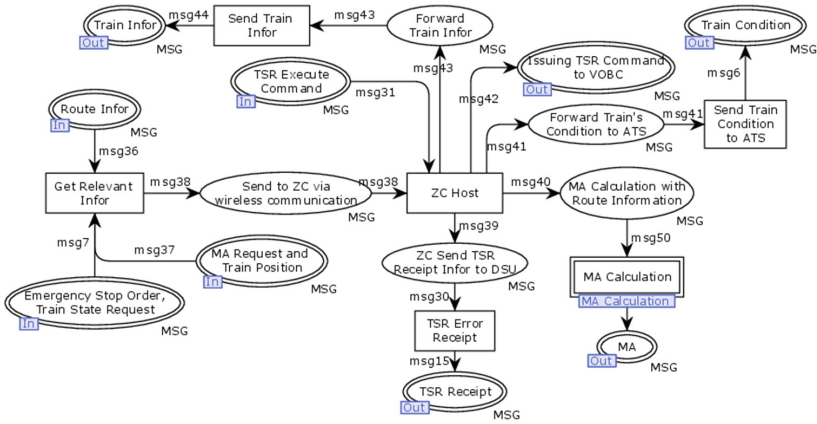 msg44
Train Infor
Out
MSG
Send Train
Infor
msg43
Forward
Train Infor
MSG
msg43
TSR Execute
Command
In
MSG
msg31
msg42
Issuing TSR Command
to VOBC
Out
MSG
Train Condition
Out
MSG
msg6
Forward Train's
Condition to ATS
MSG
msg41
msg41
Send Train
Condition
to ATS
Route Infor
In
MSG
msg36
Get Relevant
Infor
msg38
Send to ZC via
wireless communication
MSG
msg38
ZC Host
msg40
MA Calculation with
Route Information
MSG
msg7
msg37
MA Request and
Train Position
In
MSG
Emergency Stop Order,
Train State Request
In
MSG
msg39
ZC Send TSR
Receipt Infor to DSU
MSG
msg30
TSR Error
Receipt
msg15
TSR Receipt
Out
MSG
msg50
MA Calculation
MA Calculation
MA
Out
MSG